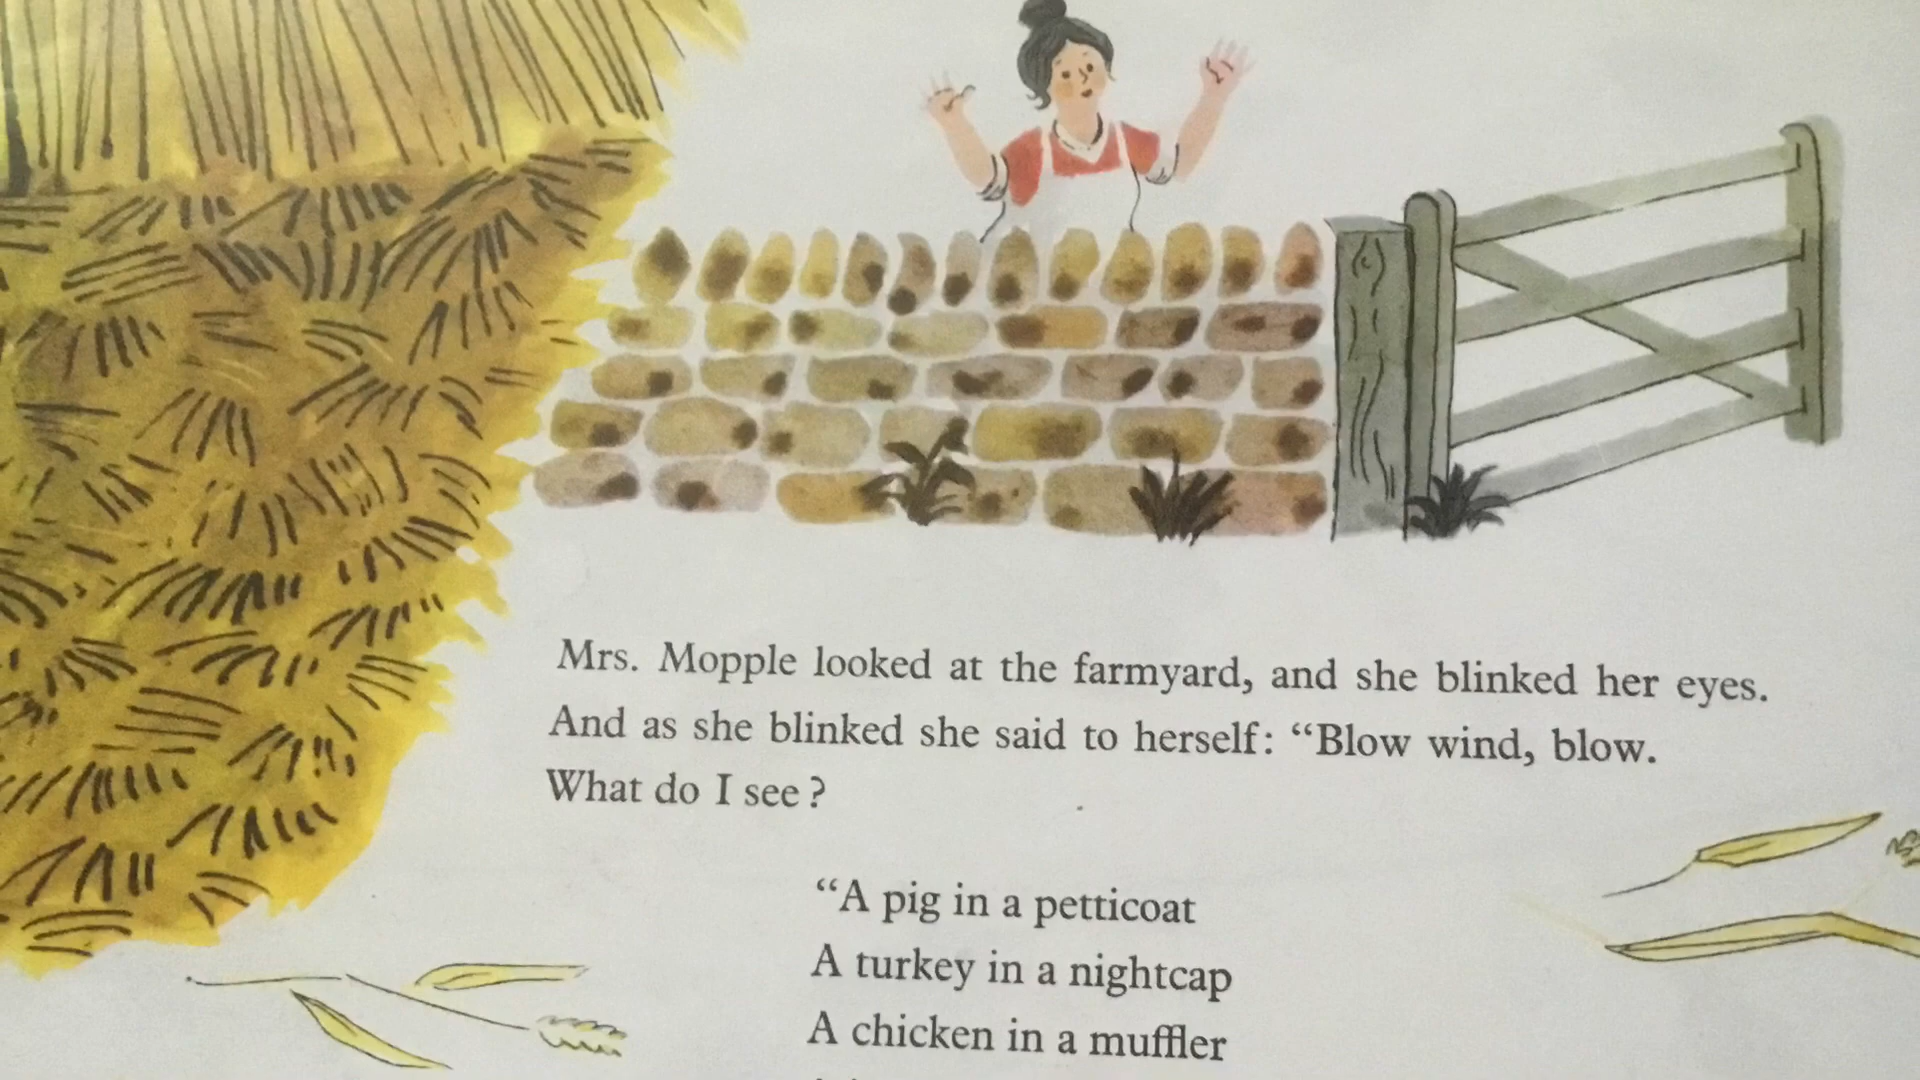 Mrs. Mopple looked at the farmyard, and she blinked her eyes.
And as she blinked she said to herself: “Blow wind, blow.
What do I see?
“A pig in a petticoat
A turkey in a nightcap
A chicken in a muffler